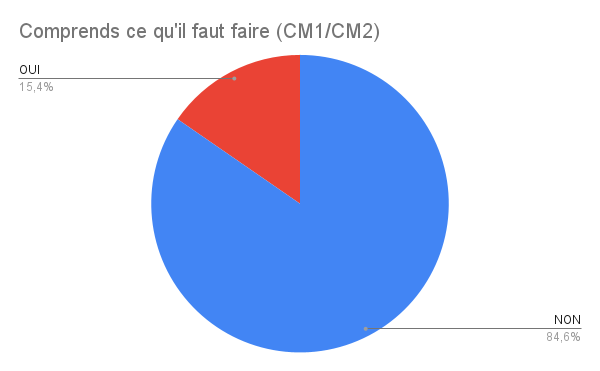 Comprends ce qu'il faut faire (CM1/CM2)
OUI
15,4%
NON
84,6%